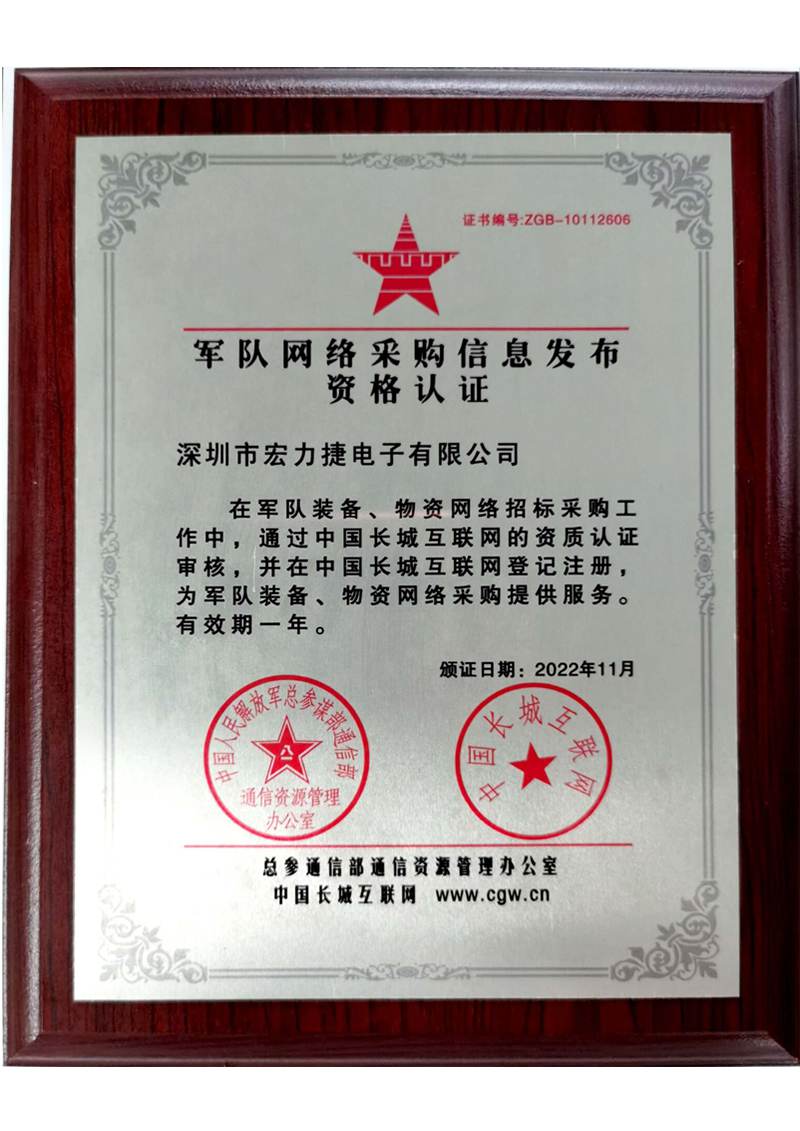 证书编号:ZGB-10112606
军队网络采购信息发布
资格认证
深圳市宏力捷电子有限公司
在军队装备、物资网络招标采购工
作中，通过中国长城互联网的资质认证
审核，并在中国长城互联网登记注册，
为军队装备、物资网络采购提供服务。
有效期一年。
颁证日期：2022年11月
中国人民解放军总参谋部通信部
八一
通信资源管理
办公室
中国长城互联网
总参通信部通信资源管理办公室
中国长城互联网 www.cgw.cn